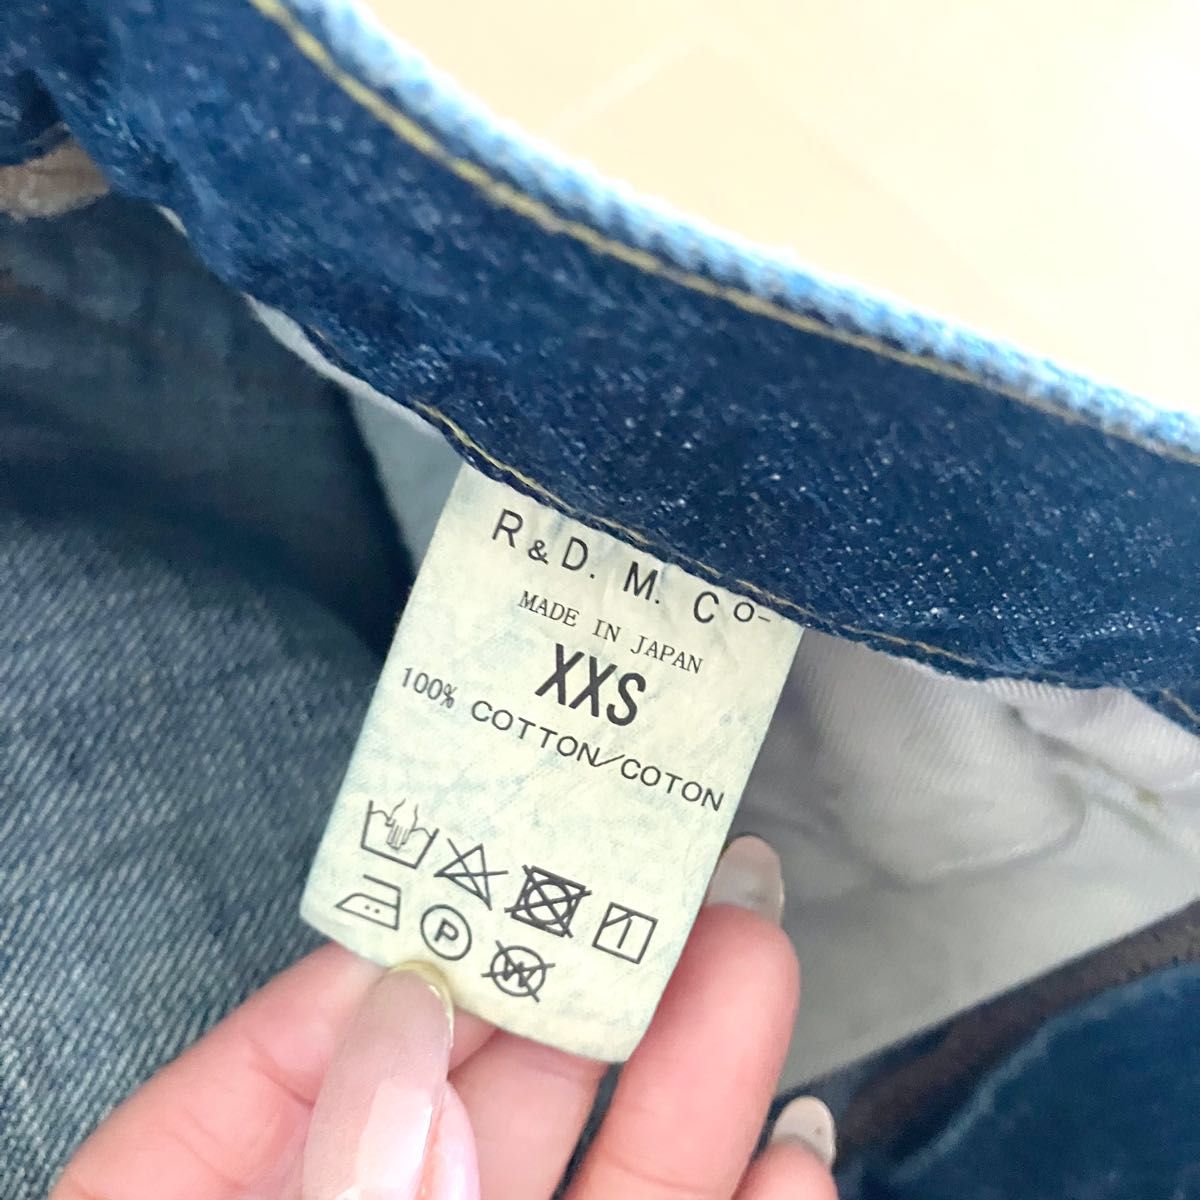 R&D. M. Co-
MADE IN JAPAN
XXS
100% COTTON/COTON
P
W